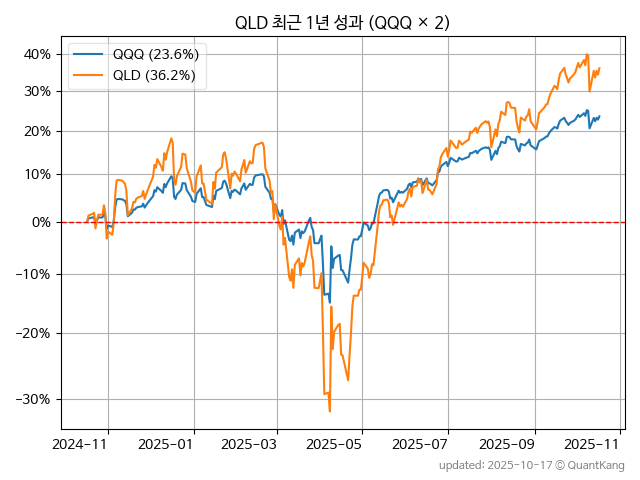 QLD 최근 1년 성과 (QQQ × 2)
QQQ (23.6%)
QLD (36.2%)
40%
30%
20%
10%
0%
−10%
−20%
−30%
2024-11 2025-01 2025-03 2025-05 2025-07 2025-09 2025-11
updated: 2025-10-17 © QuantKang